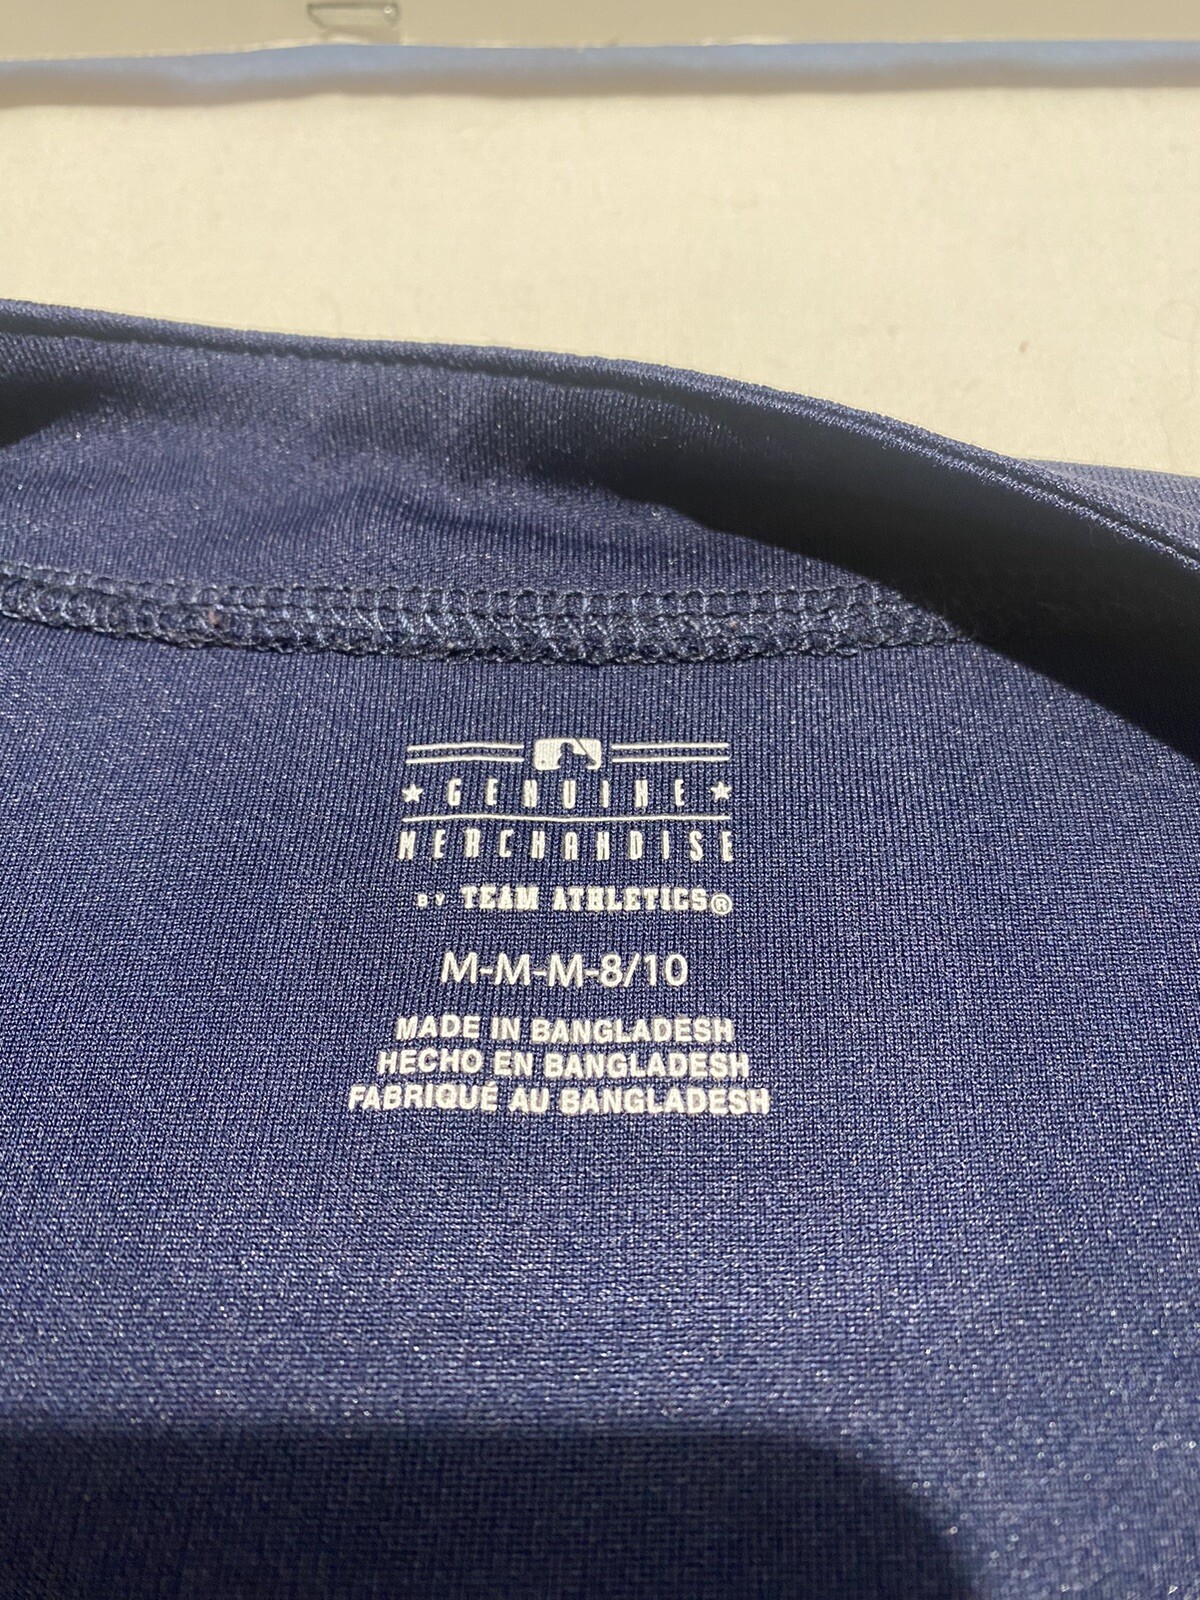 ★ GENUINE ★
MERCHANDISE
BY TEAM ATHLETICS®
M-M-M-8/10
MADE IN BANGLADESH
HECHO EN BANGLADESH
FABRIQUÉ AU BANGLADESH